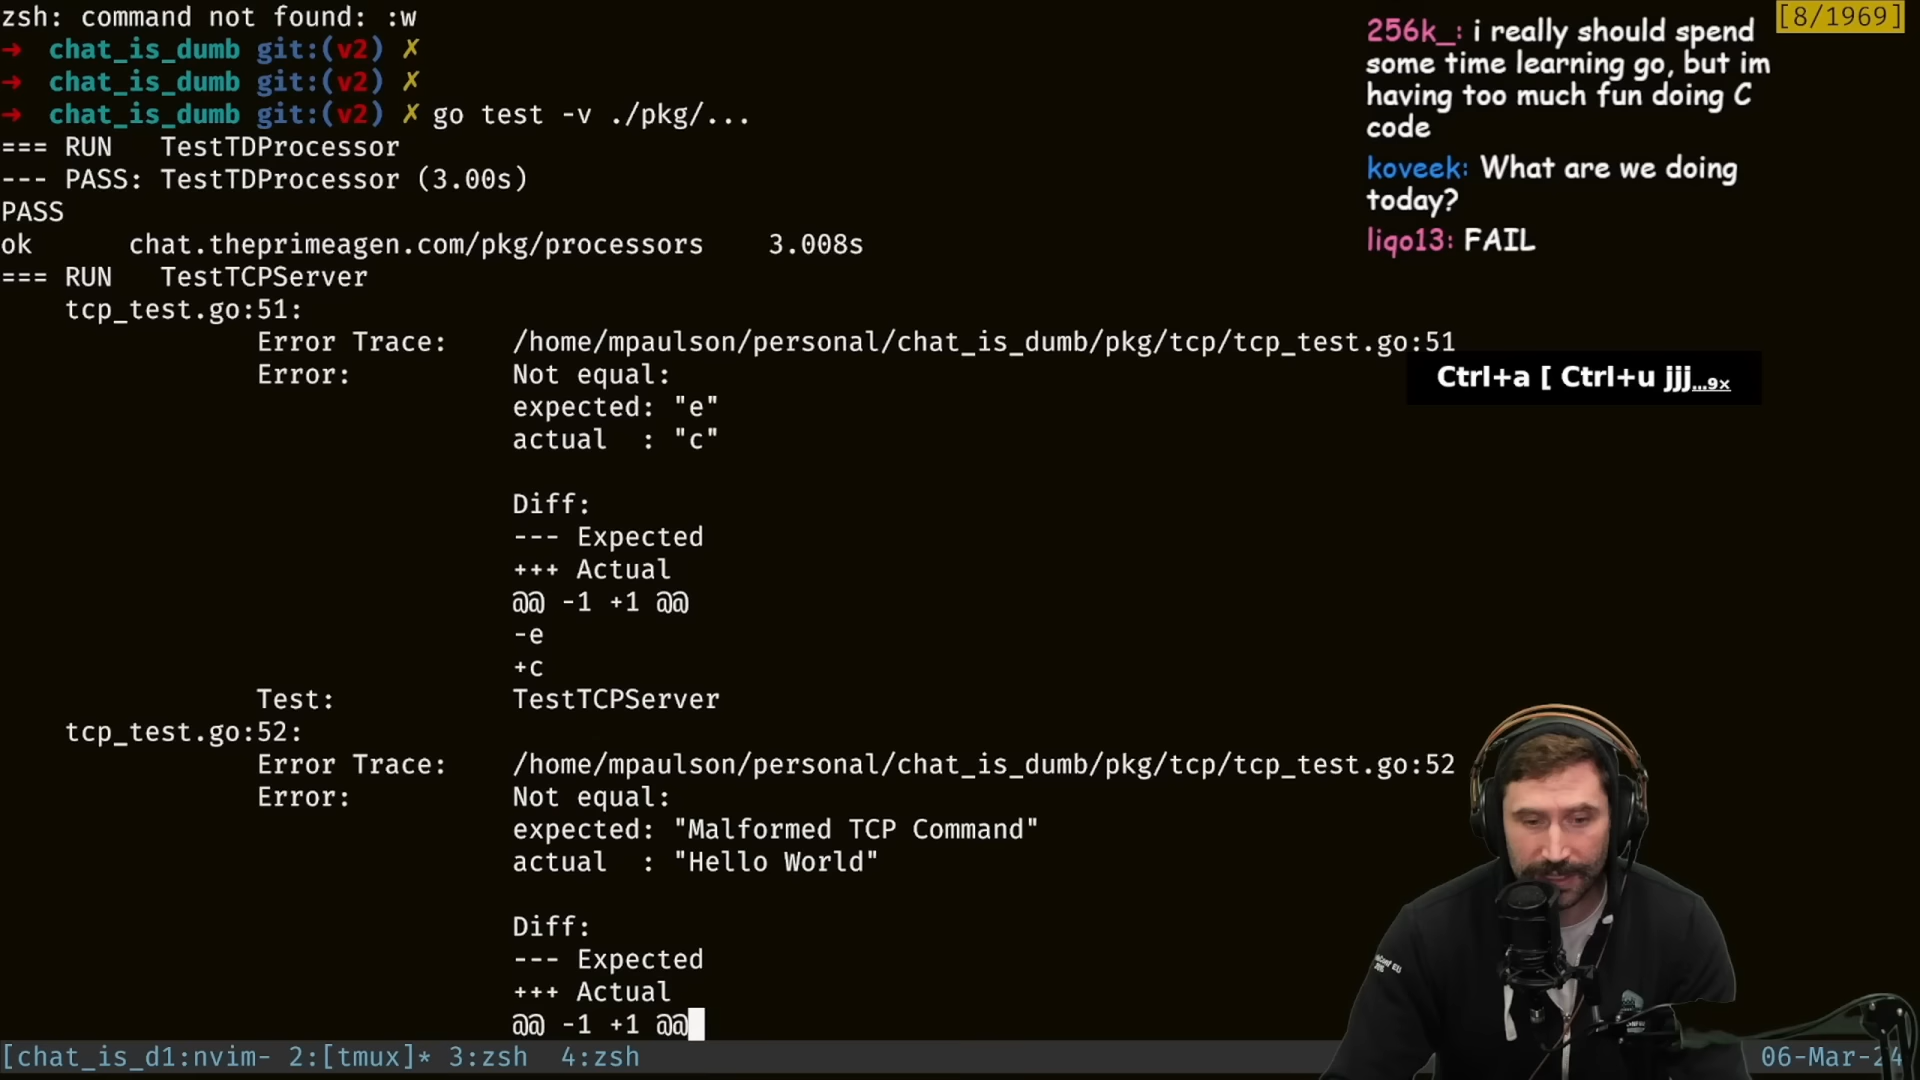 zsh: command not found: :w
→ chat_is_dumb git:(v2) ✗
→ chat_is_dumb git:(v2) ✗
→ chat_is_dumb git:(v2) ✗ go test -v ./pkg/...
=== RUN   TestTDProcessor
--- PASS: TestTDProcessor (3.00s)
PASS
ok      chat.theprimeagen.com/pkg/processors    3.008s
=== RUN   TestTCPServer
    tcp_test.go:51:
                Error Trace:    /home/mpaulson/personal/chat_is_dumb/pkg/tcp/tcp_test.go:51
                Error:          Not equal:
                                expected: "e"
                                actual  : "c"
                                Diff:
                                --- Expected
                                +++ Actual
                                @@ -1 +1 @@
                                -e
                                +c
                Test:           TestTCPServer
    tcp_test.go:52:
                Error Trace:    /home/mpaulson/personal/chat_is_dumb/pkg/tcp/tcp_test.go:52
                Error:          Not equal:
                                expected: "Malformed TCP Command"
                                actual  : "Hello World"
                                Diff:
                                --- Expected
                                +++ Actual
                                @@ -1 +1 @@
[chat_is_d1:nvim- 2:[tmux]* 3:zsh  4:zsh
06-Mar-24
[8/1969]
256k_: i really should spend
some time learning go, but im
having too much fun doing C
code
koveek: What are we doing
today?
liqo13: FAIL
Ctrl+a [ Ctrl+u jjj...9×